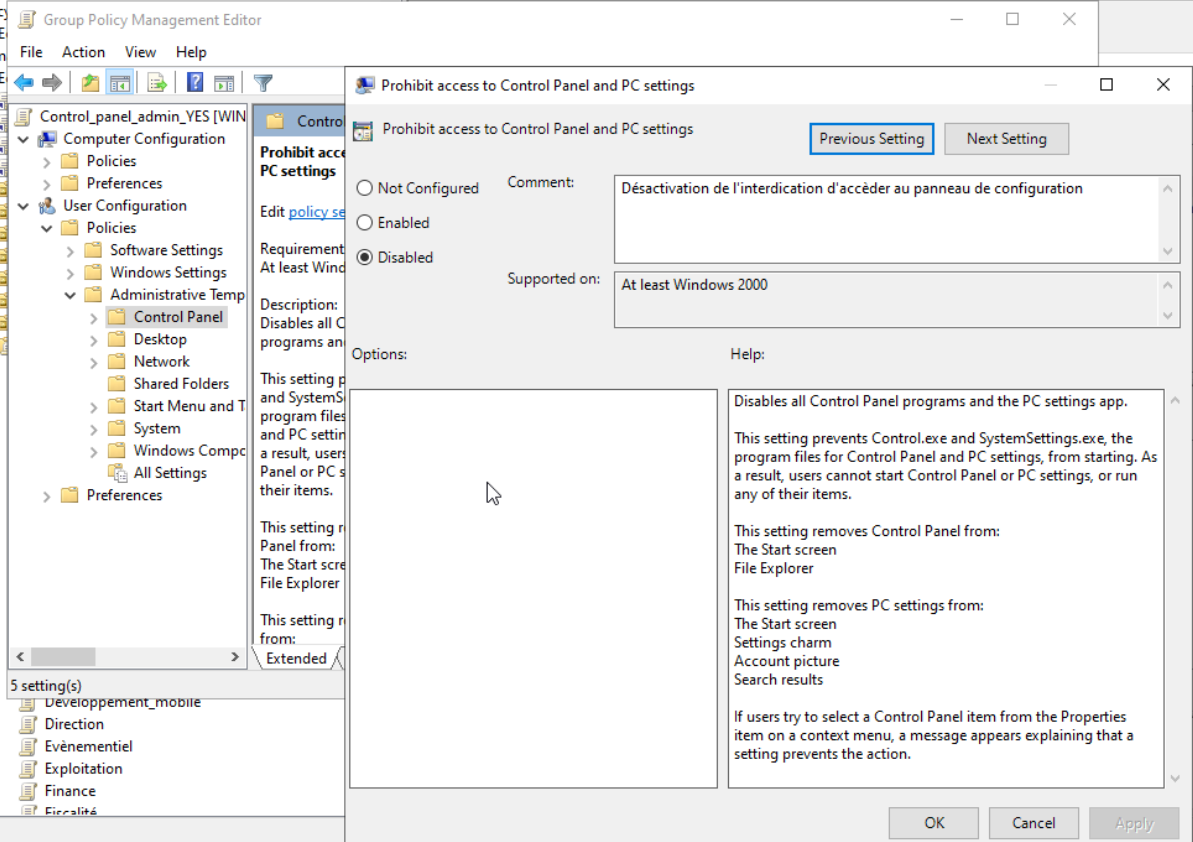 Group Policy Management Editor
File Action View Help
Control_panel_admin_YES [WIN
Computer Configuration
Policies
Preferences
User Configuration
Policies
Software Settings
Windows Settings
Administrative Temp
Control Panel
Desktop
Network
Shared Folders
Start Menu and T
System
Windows Compo
All Settings
Preferences
5 setting(s)
Developpement_mobile
Direction
Evènementiel
Exploitation
Finance
Fiscalité
Control
Prohibit acce
PC settings
Edit policy se
Requirement
At least Wind
Description:
Disables all C
programs an
This setting p
and SystemS
program files
and PC settin
a result, users
Panel or PC s
their items.
This setting r
Panel from:
The Start scre
File Explorer
This setting r
from:
Extended
Prohibit access to Control Panel and PC settings
Prohibit access to Control Panel and PC settings
Previous Setting
Next Setting
Not Configured
Enabled
Disabled
Comment:
Désactivation de l'interdication d'accèder au panneau de configuration
Supported on:
At least Windows 2000
Options:
Help:
Disables all Control Panel programs and the PC settings app.
This setting prevents Control.exe and SystemSettings.exe, the
program files for Control Panel and PC settings, from starting. As
a result, users cannot start Control Panel or PC settings, or run
any of their items.
This setting removes Control Panel from:
The Start screen
File Explorer
This setting removes PC settings from:
The Start screen
Settings charm
Account picture
Search results
If users try to select a Control Panel item from the Properties
item on a context menu, a message appears explaining that a
setting prevents the action.
OK
Cancel
Apply